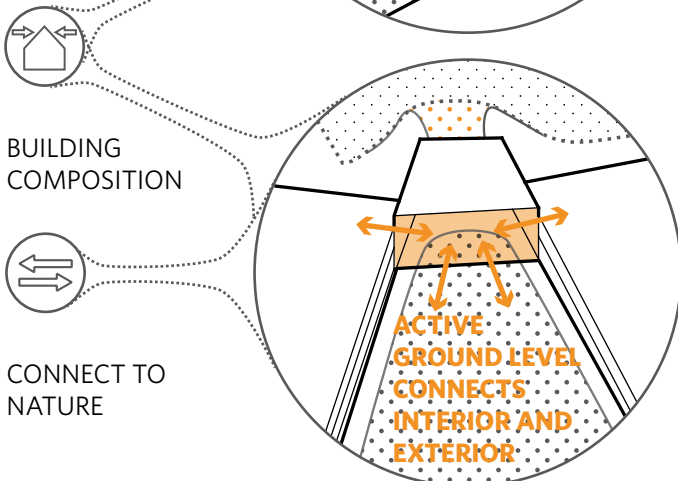 BUILDING
COMPOSITION
CONNECT TO
NATURE
ACTIVE
GROUND LEVEL
CONNECTS
INTERIOR AND
EXTERIOR